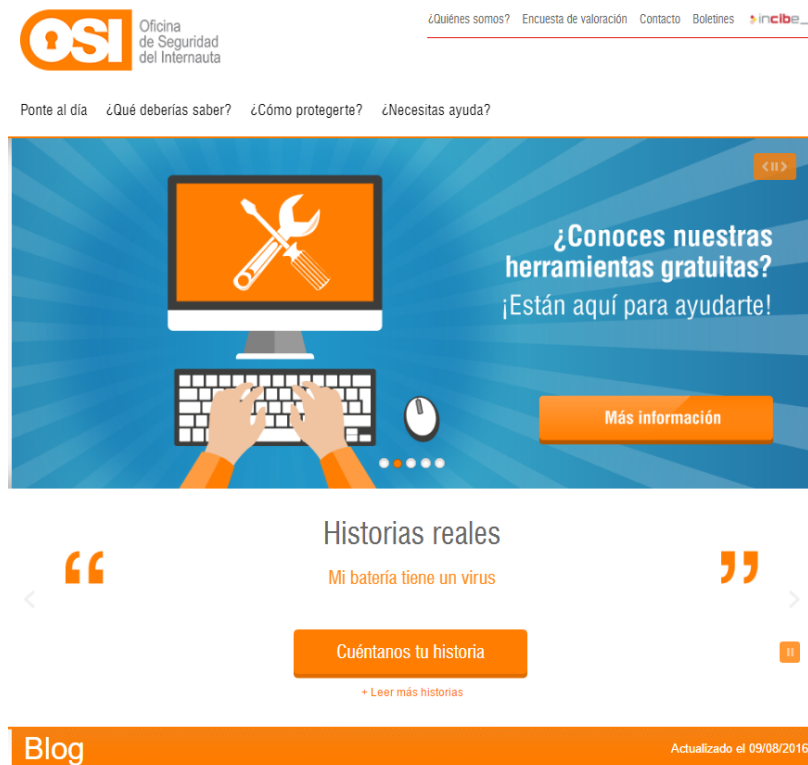 OSI
Oficina
de Seguridad
del Internauta
¿Quiénes somos? Encuesta de valoración Contacto Boletines incibe_
Ponte al día ¿Qué deberías saber? ¿Cómo protegerte? ¿Necesitas ayuda?
¿Conoces nuestras
herramientas gratuitas?
¡Están aquí para ayudarte!
Más información
Historias reales
“ Mi batería tiene un virus ”
Cuéntanos tu historia
+ Leer más historias
Blog Actualizado el 09/08/2016